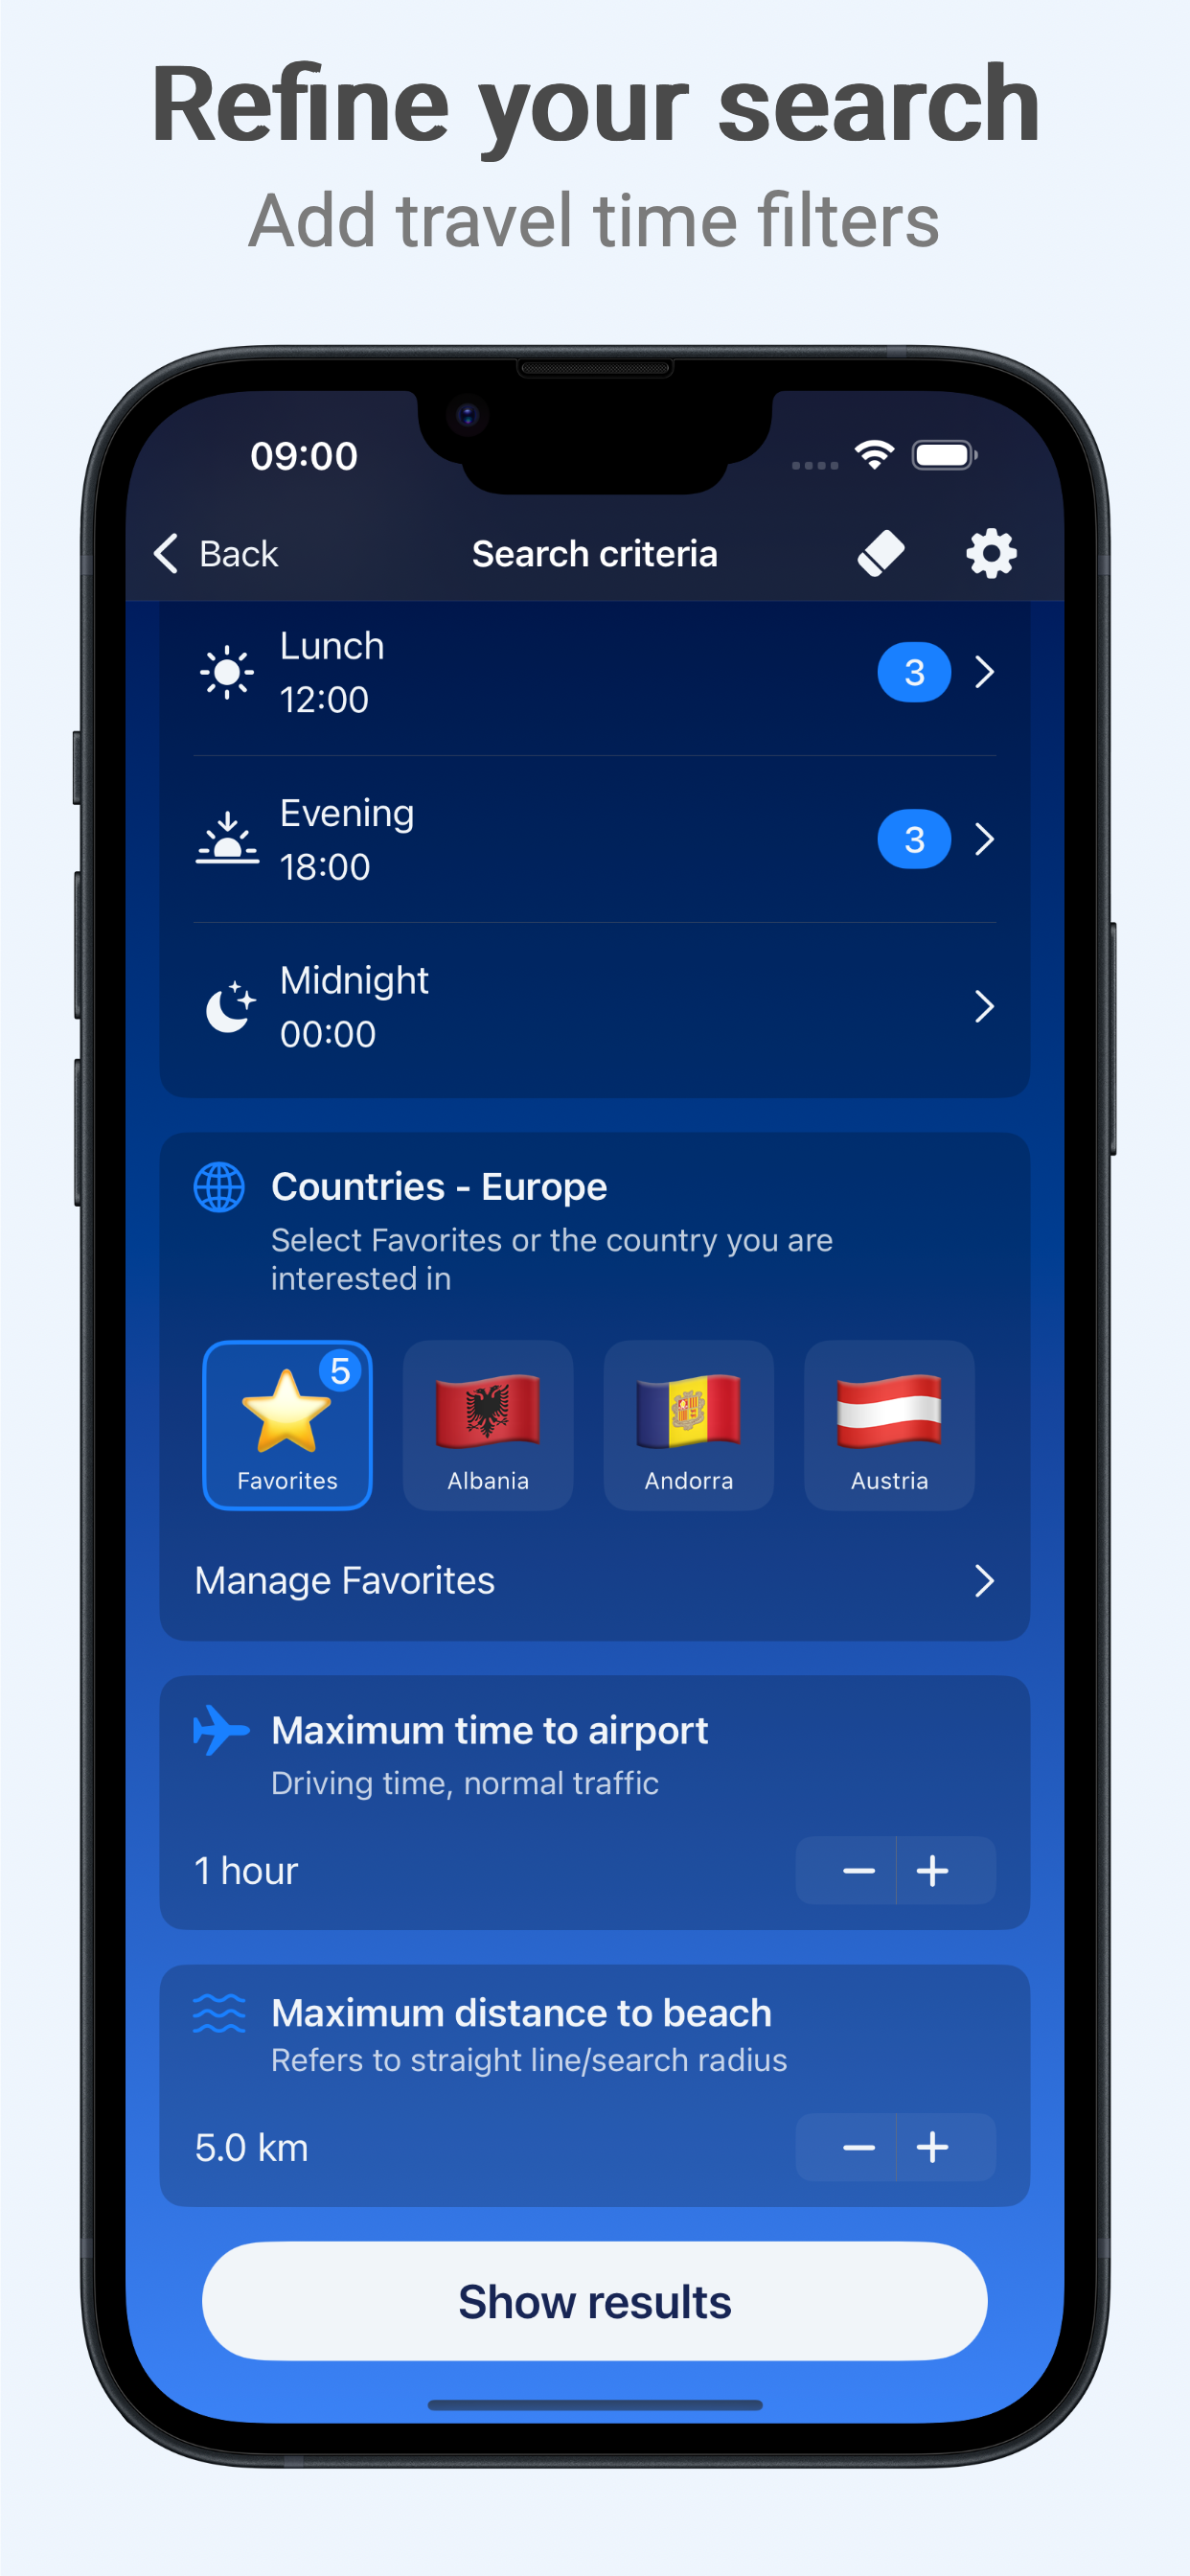 Refine your search
Add travel time filters
09:00
Back
Search criteria
Lunch
12:00
3
Evening
18:00
3
Midnight
00:00
Countries - Europe
Select Favorites or the country you are
interested in
5
Favorites
Albania
Andorra
Austria
Manage Favorites
Maximum time to airport
Driving time, normal traffic
1 hour
Maximum distance to beach
Refers to straight line/search radius
5.0 km
Show results